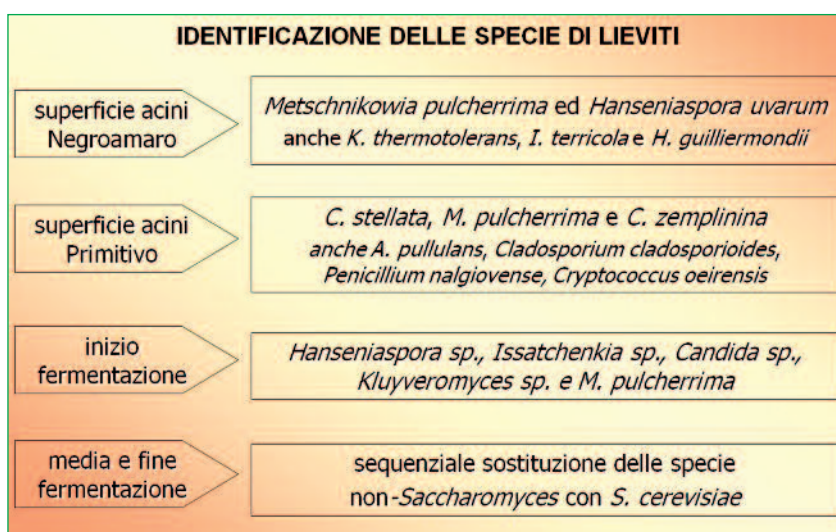 IDENTIFICAZIONE DELLE SPECIE DI LIEVITI
superficie acini
Negroamaro
Metschnikowia pulcherrima ed Hanseniaspora uvarum
anche K. thermotolerans, I. terricola e H. guilliermondii
superficie acini
Primitivo
C. stellata, M. pulcherrima e C. zemplinina
anche A. pullulans, Cladosporium cladosporioides,
Penicillium nalgiovense, Cryptococcus oeirensis
inizio
fermentazione
Hanseniaspora sp., Issatchenkia sp., Candida sp.,
Kluyveromyces sp. e M. pulcherrima
media e fine
fermentazione
sequenziale sostituzione delle specie
non-Saccharomyces con S. cerevisiae